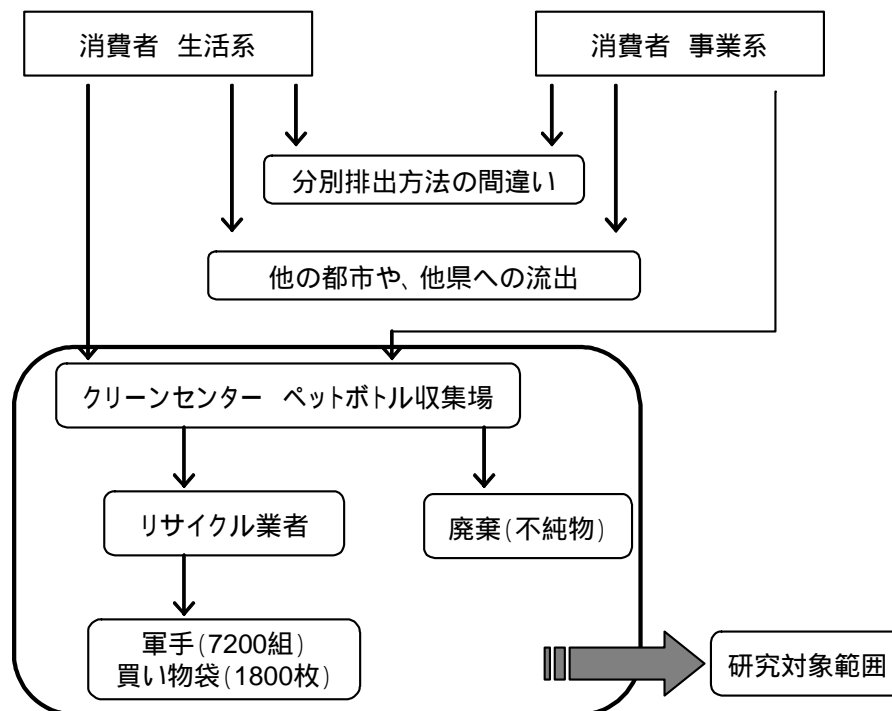 消費者 生活系
消費者 事業系
分別排出方法の間違い
他の都市や、他県への流出
クリーンセンター ペットボトル収集場
リサイクル業者
廃棄(不純物)
軍手(7200組)
買い物袋(1800枚)
研究対象範囲